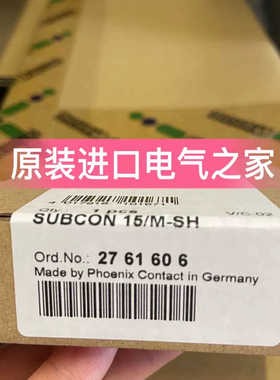 原装进口电气之家
Qty
SUBCON 15/M-SH
Ord.No.: 27 61 60 6
Made by Phoenix Contact in Germany